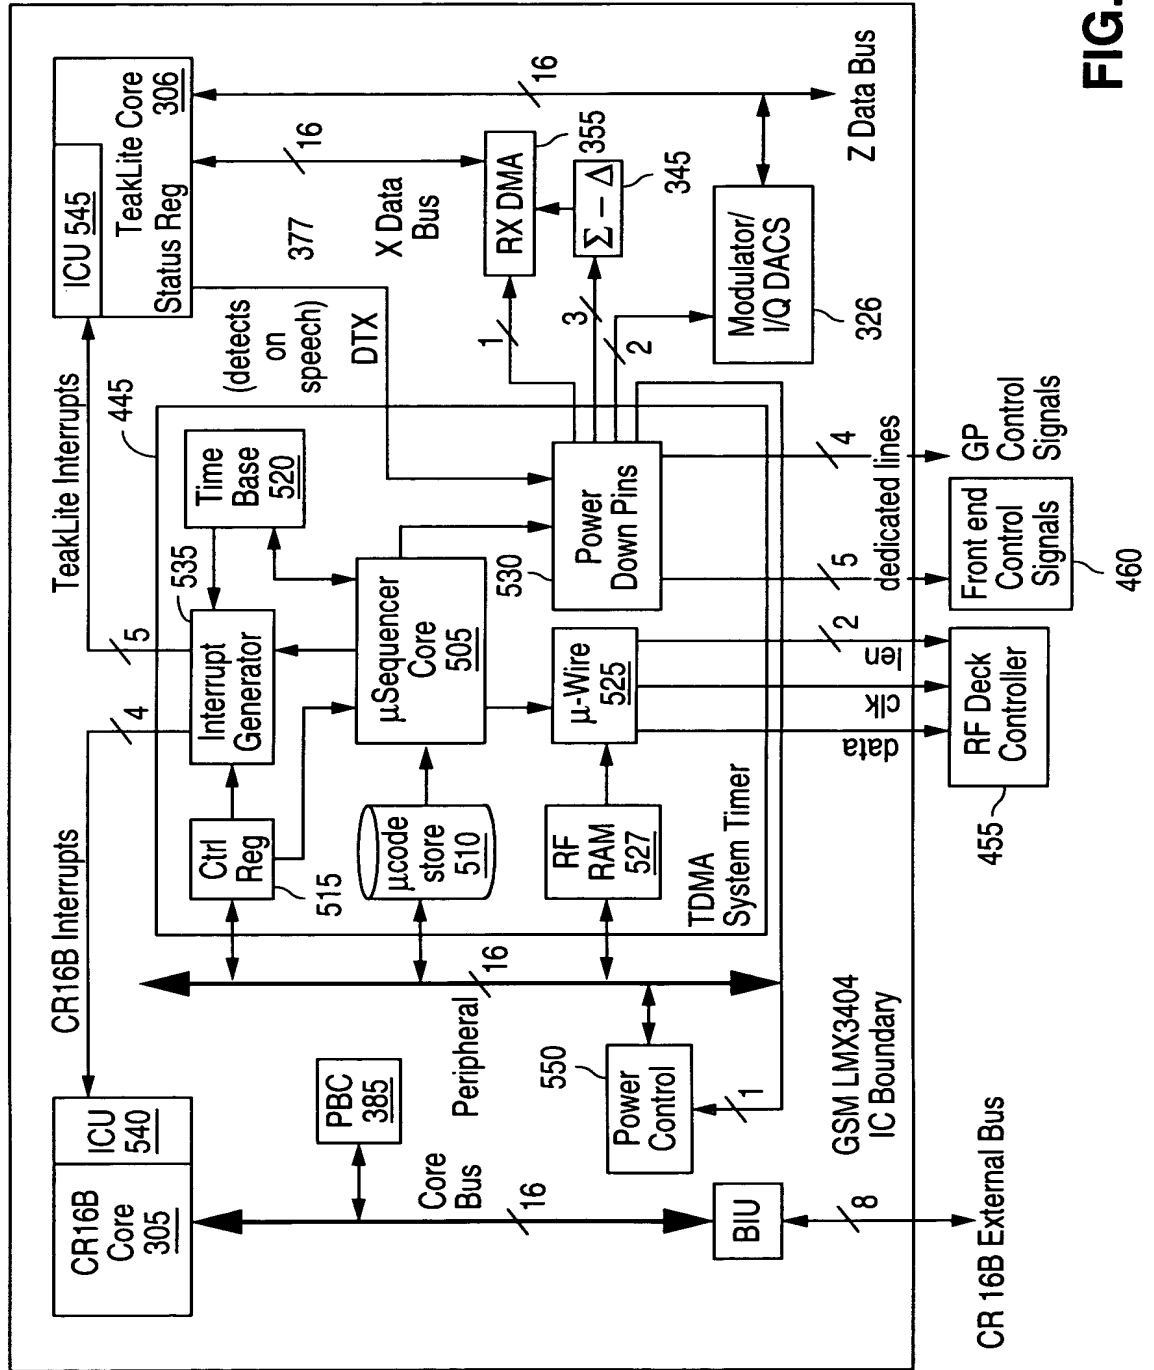 CR16B
Core
305
ICU
540
CR16B Interrupts
4
5
TeakLite Interrupts
ICU 545
TeakLite Core
306
Status Reg
445
535
Interrupt
Generator
Time
Base
520
Ctrl
Reg
515
(detects
on
speech)
DTX
377
16
X Data
Bus
16
Z Data Bus
PBC
385
Core
Bus
16
Peripheral
16
µcode
store
510
µSequencer
Core
505
530
Power
Down Pins
1
3
2
RX DMA
355
Σ – Δ
345
Modulator/
I/Q DACS
326
550
Power
Control
1
RF
RAM
527
µ-Wire
525
TDMA
System Timer
BIU
8
GSM LMX3404
IC Boundary
CR 16B External Bus
data
clk
len
2
5
dedicated lines
4
RF Deck
Controller
455
Front end
Control
Signals
460
GP
Control
Signals
FIG.